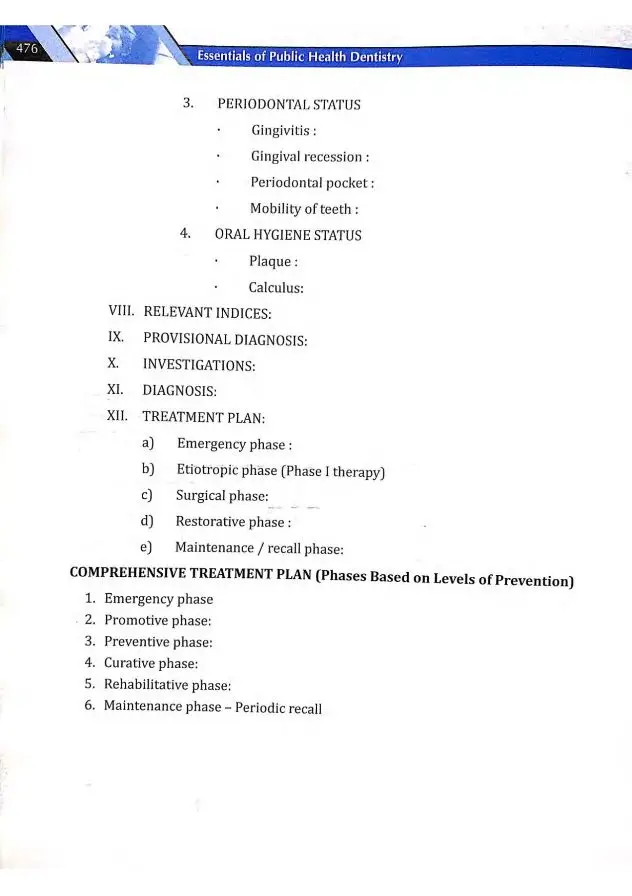 476
Essentials of Public Health Dentistry
3. PERIODONTAL STATUS
· Gingivitis :
· Gingival recession :
· Periodontal pocket :
· Mobility of teeth :
4. ORAL HYGIENE STATUS
· Plaque :
· Calculus:
VIII. RELEVANT INDICES:
IX. PROVISIONAL DIAGNOSIS:
X. INVESTIGATIONS:
XI. DIAGNOSIS:
XII. TREATMENT PLAN:
a) Emergency phase :
b) Etiotropic phase (Phase I therapy)
c) Surgical phase:
d) Restorative phase :
e) Maintenance / recall phase:
COMPREHENSIVE TREATMENT PLAN (Phases Based on Levels of Prevention)
1. Emergency phase
2. Promotive phase:
3. Preventive phase:
4. Curative phase:
5. Rehabilitative phase:
6. Maintenance phase – Periodic recall